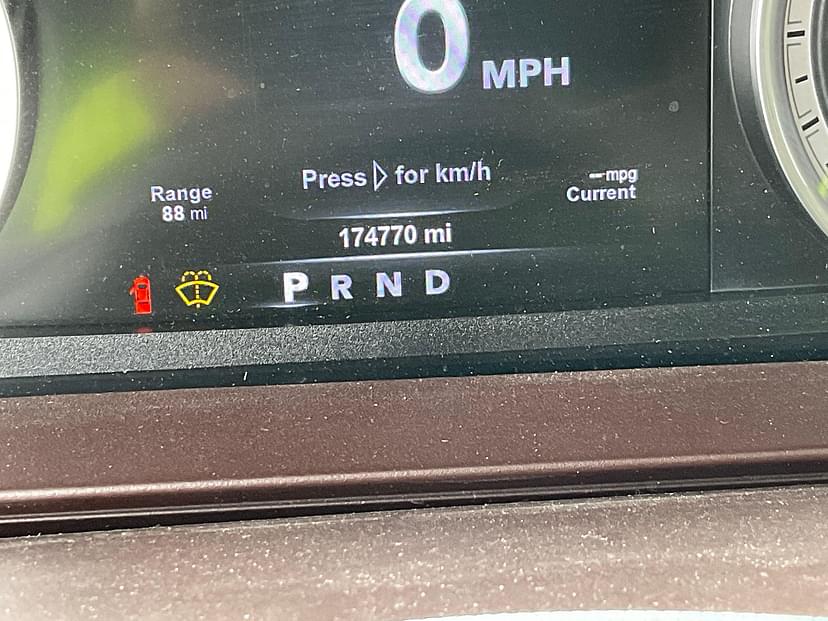 0 MPH
Press ▷ for km/h
Range
88 mi
--mpg
Current
174770 mi
P R N D